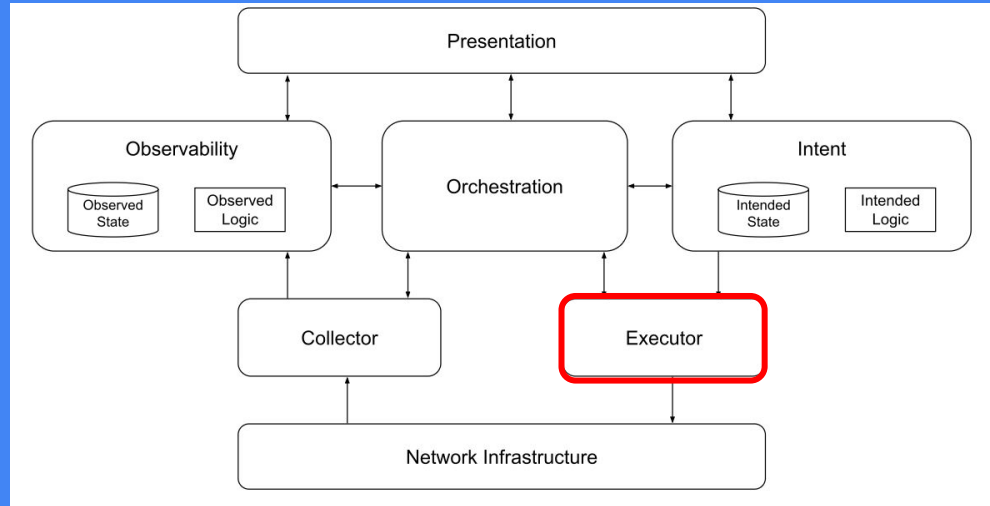 Presentation
Observability
Orchestration
Intent
Observed
State
Observed
Logic
Intended
State
Intended
Logic
Collector
Executor
Network Infrastructure